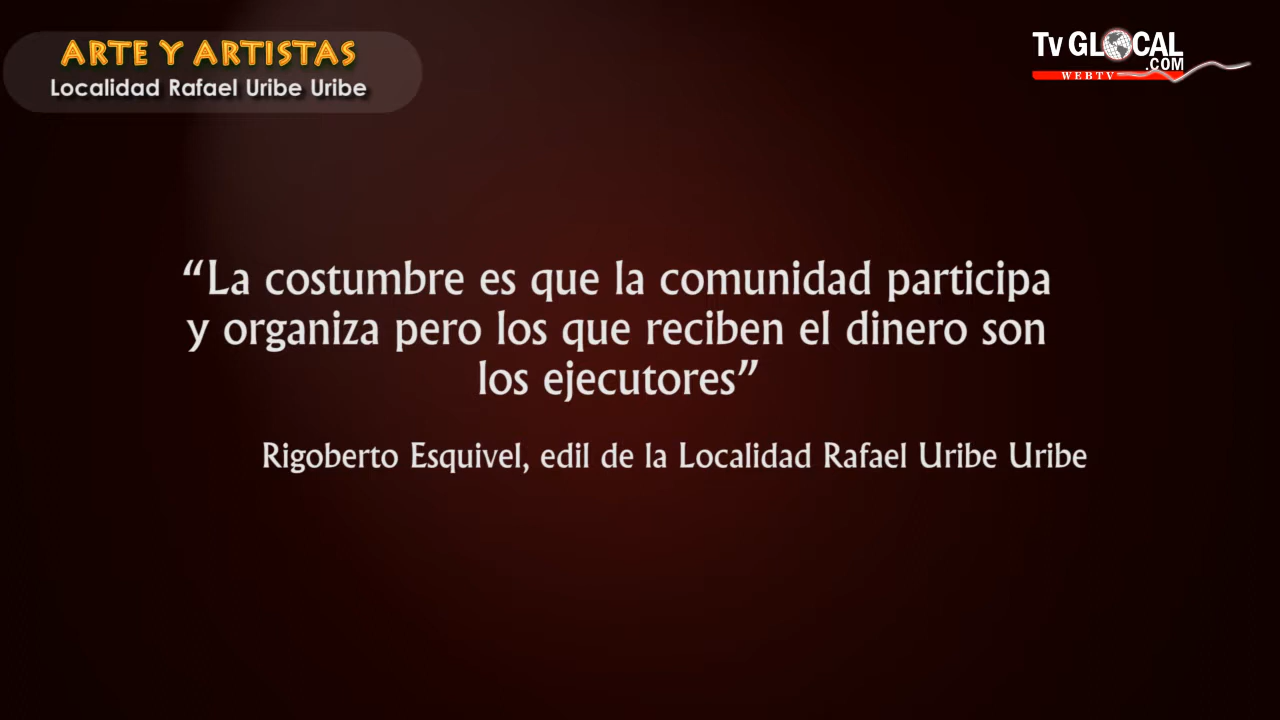 ARTE Y ARTISTAS
Localidad Rafael Uribe Uribe
Tv GLOCAL
.COM
WEBTV
“La costumbre es que la comunidad participa
y organiza pero los que reciben el dinero son
los ejecutores”
Rigoberto Esquivel, edil de la Localidad Rafael Uribe Uribe